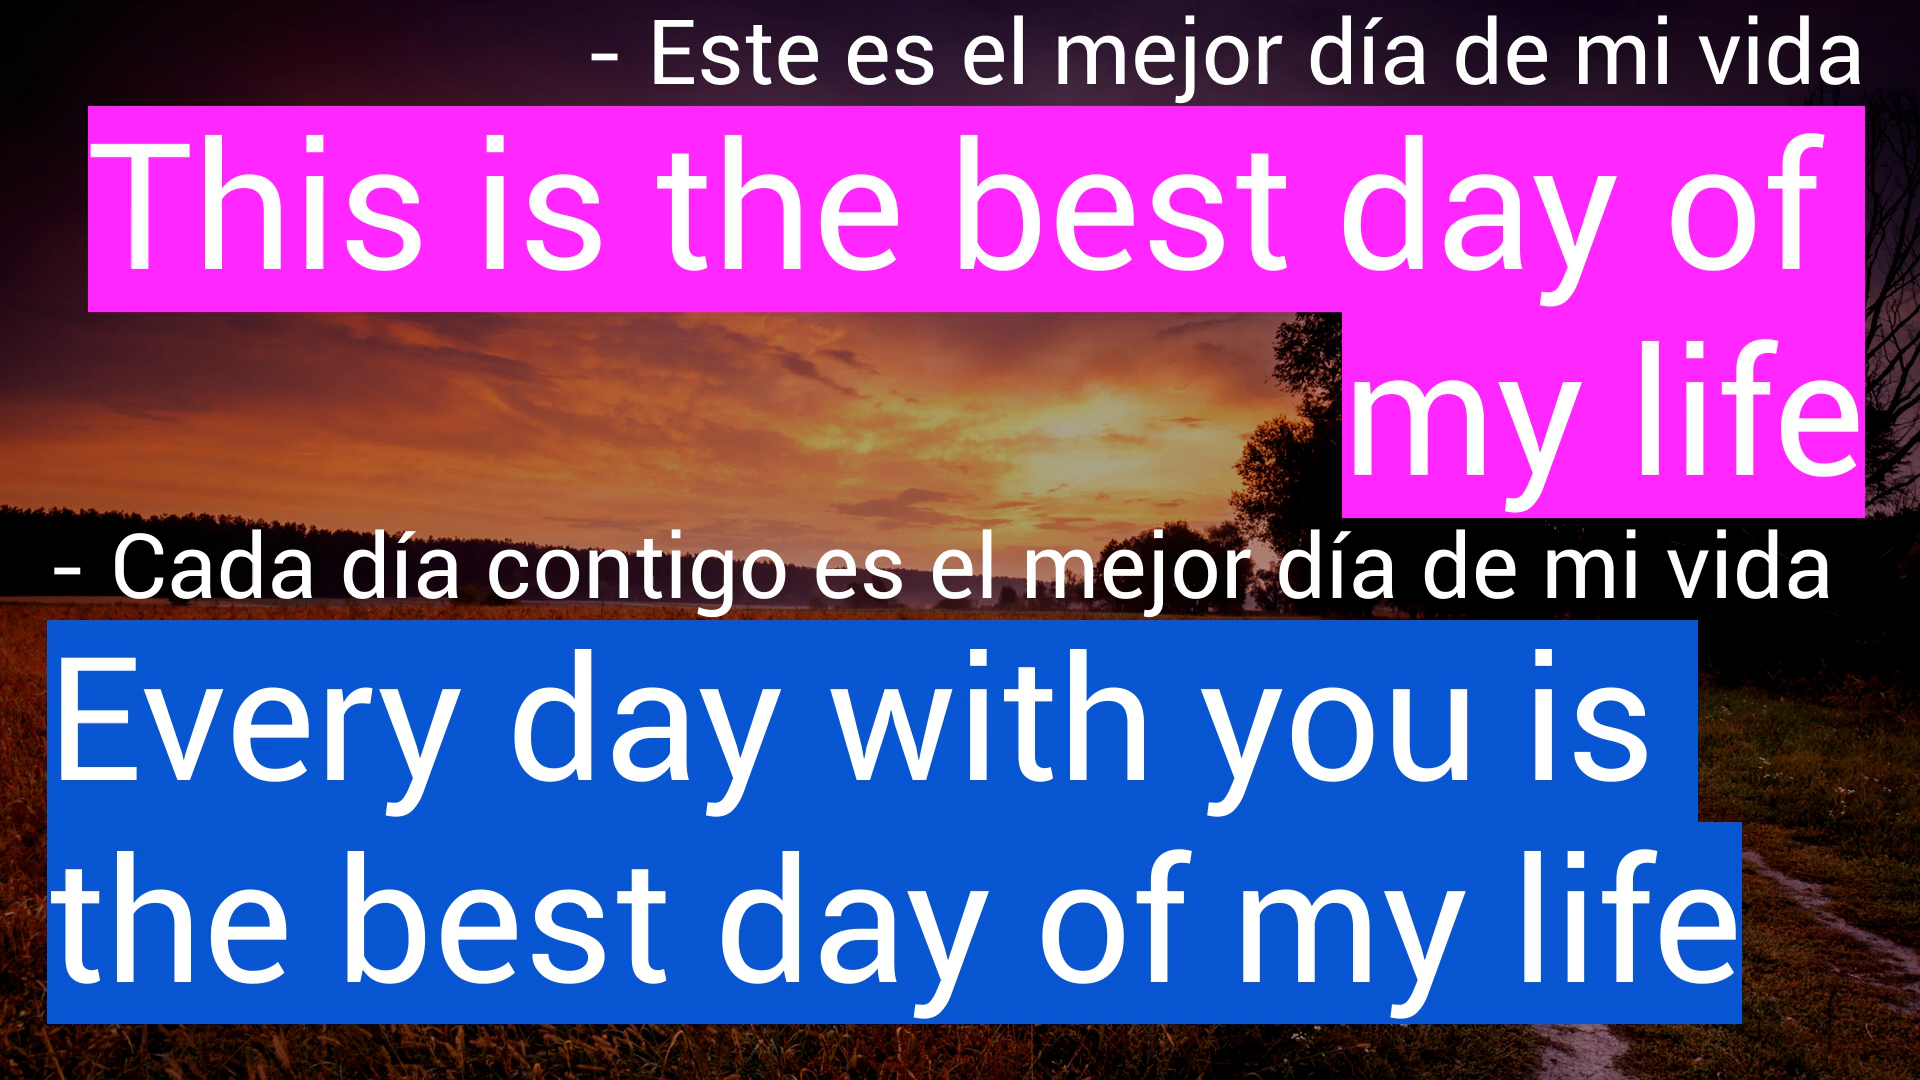 - Este es el mejor día de mi vida
This is the best day of
my life
- Cada día contigo es el mejor día de mi vida
Every day with you is
the best day of my life